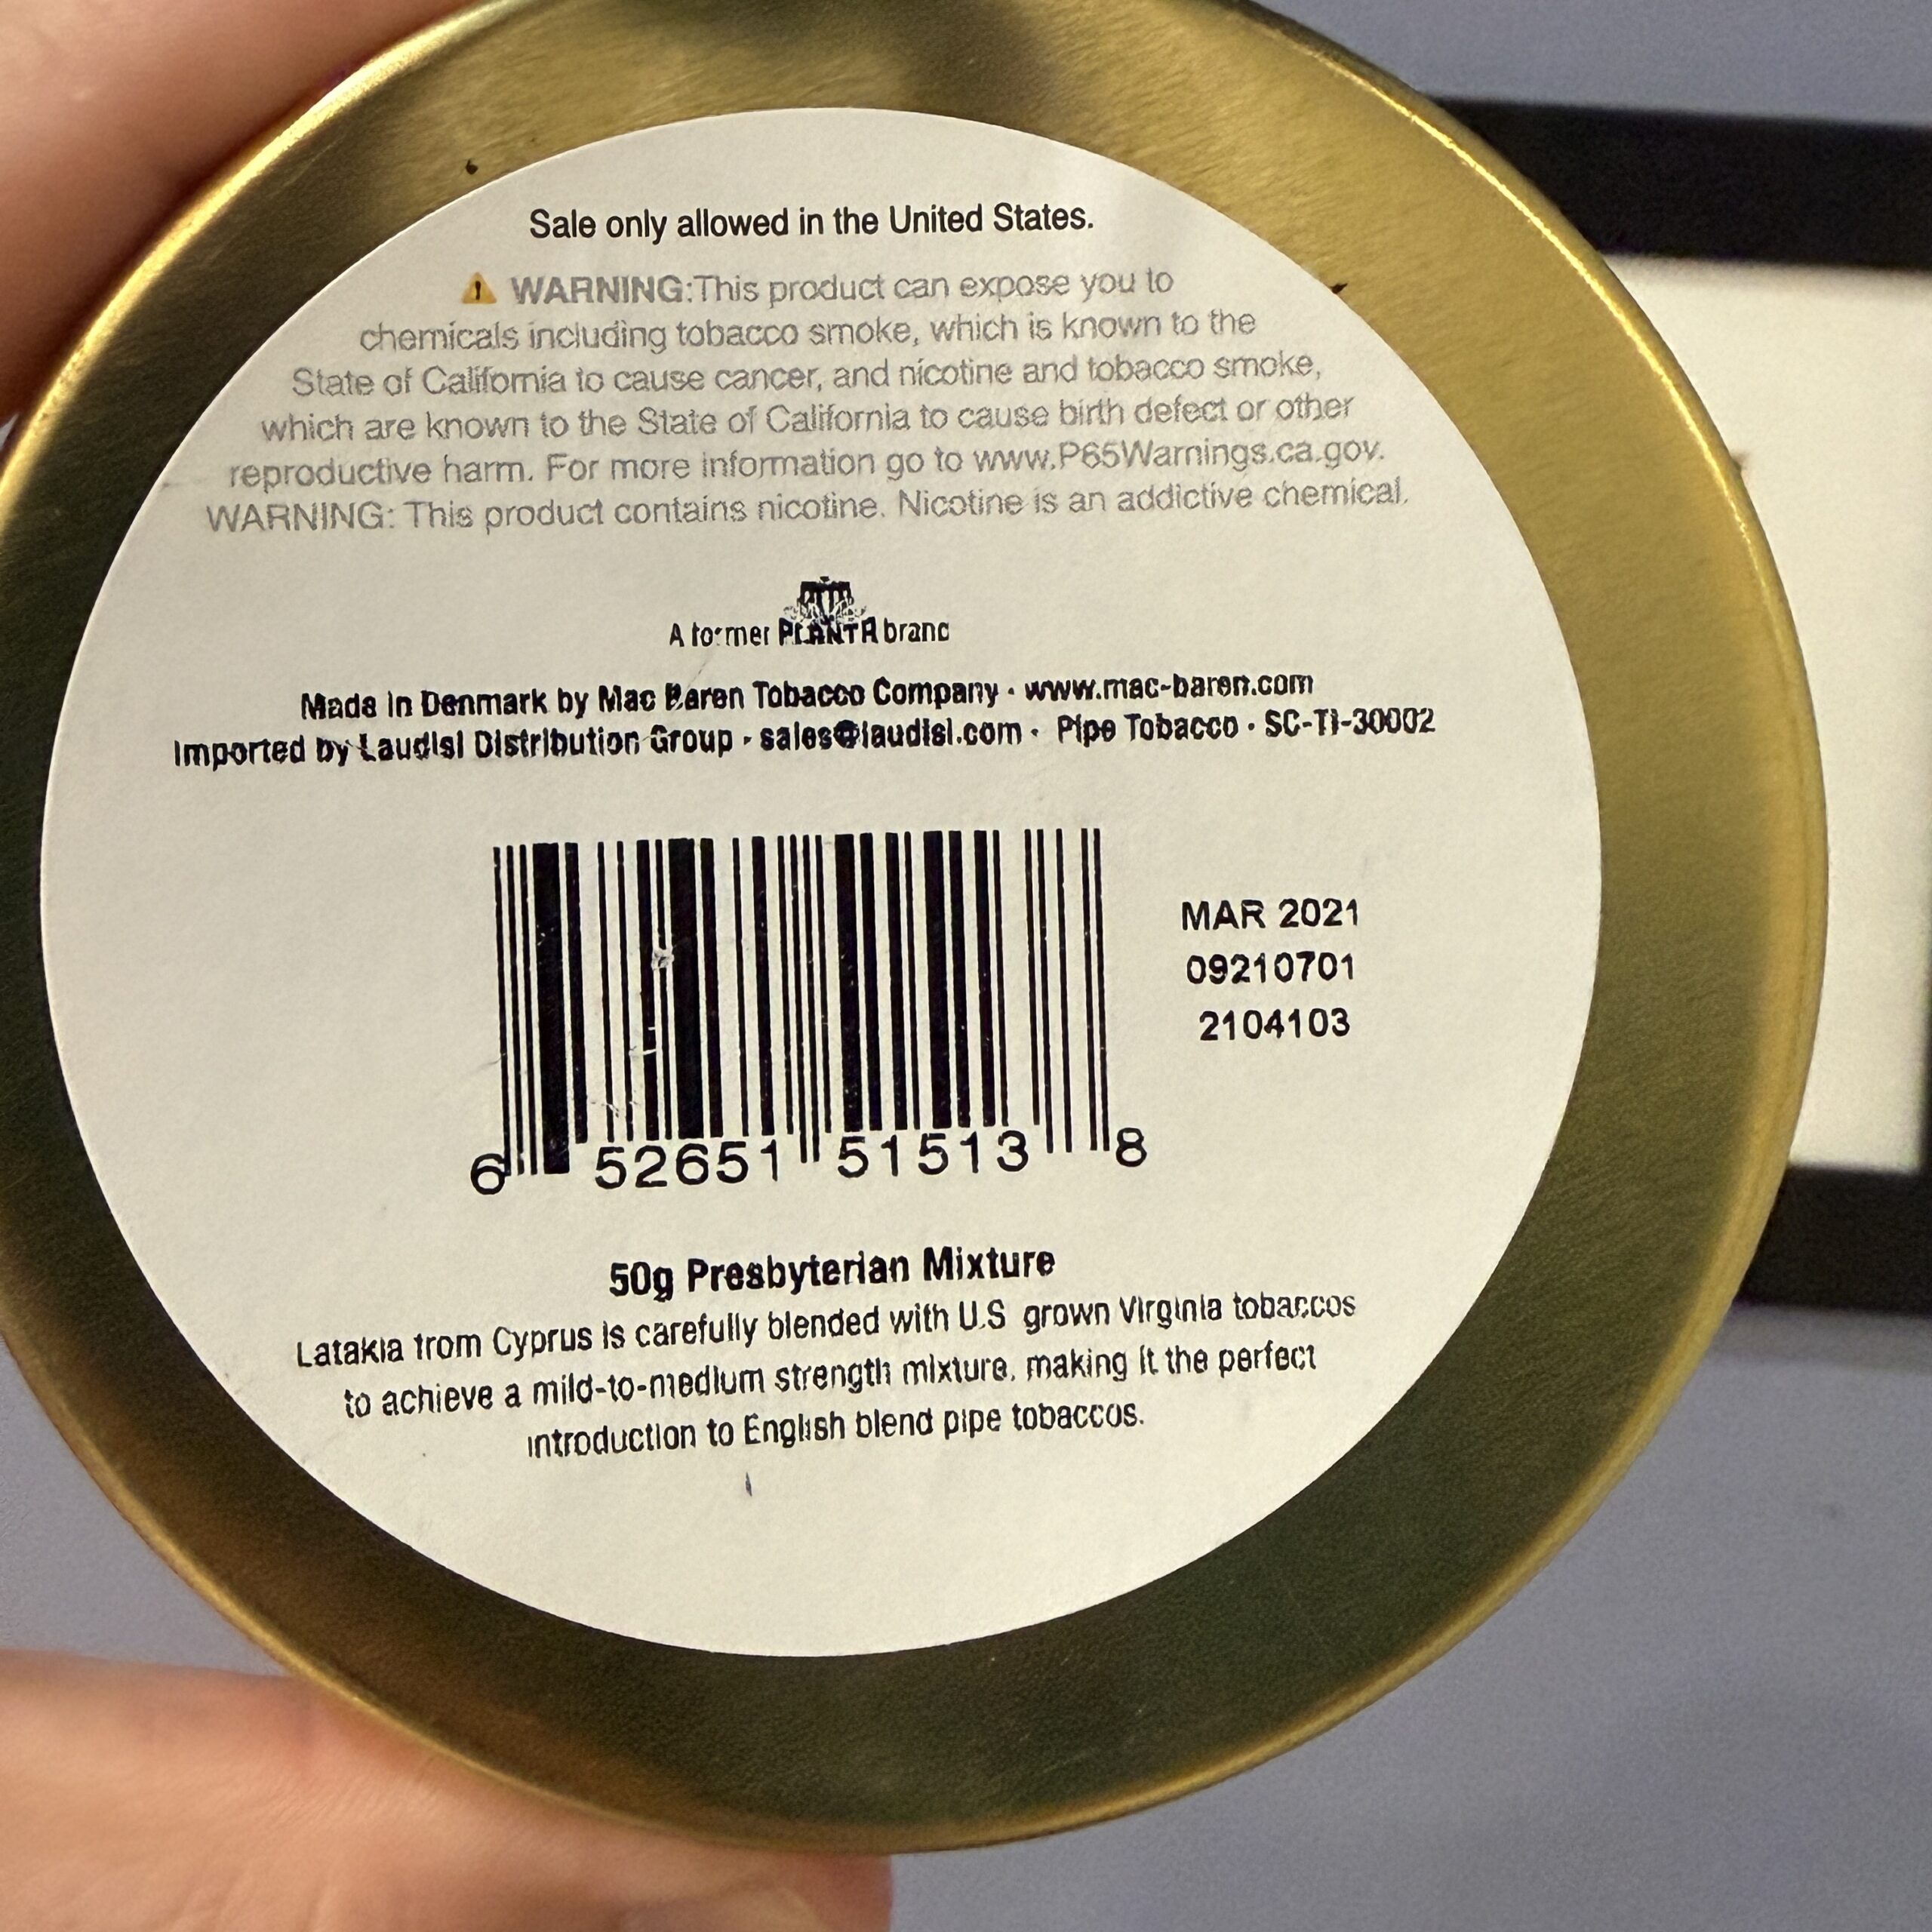 Sale only allowed in the United States.
⚠ WARNING:This product can expose you to
chemicals including tobacco smoke, which is known to the
State of California to cause cancer, and nicotine and tobacco smoke,
which are known to the State of California to cause birth defect or other
reproductive harm. For more information go to www.P65Warnings.ca.gov.
WARNING: This product contains nicotine. Nicotine is an addictive chemical.
A former PLANTA brand
Made in Denmark by Mac Baren Tobacco Company · www.mac-baren.com
Imported by Laudisi Distribution Group · sales@laudisi.com · Pipe Tobacco · SC-TI-30002
MAR 2021
09210701
2104103
6 52651 51513 8
50g Presbyterian Mixture
Latakia from Cyprus is carefully blended with U.S grown Virginia tobaccos
to achieve a mild-to-medium strength mixture, making it the perfect
introduction to English blend pipe tobaccos.